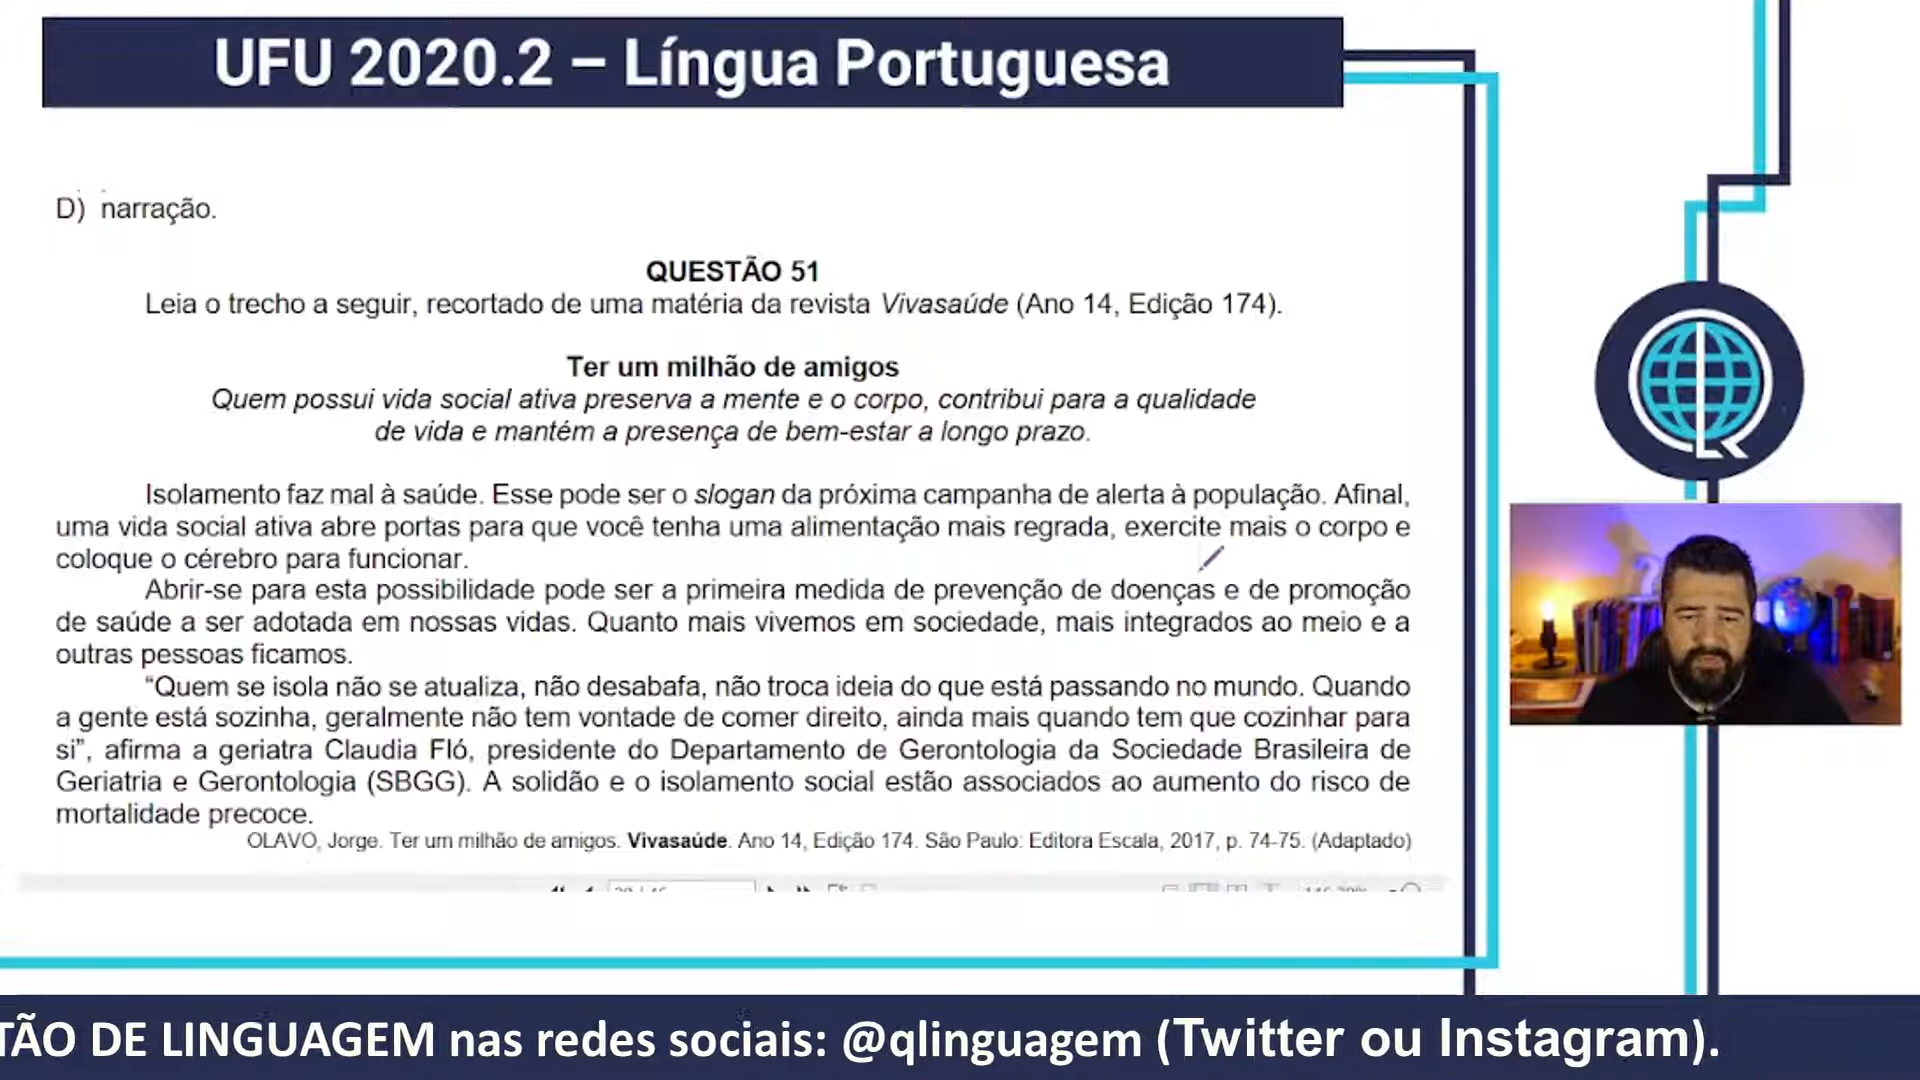 UFU 2020.2 – Língua Portuguesa
D) narração.
QUESTÃO 51
Leia o trecho a seguir, recortado de uma matéria da revista Vivasaúde (Ano 14, Edição 174).
Ter um milhão de amigos
Quem possui vida social ativa preserva a mente e o corpo, contribui para a qualidade
de vida e mantém a presença de bem-estar a longo prazo.
Isolamento faz mal à saúde. Esse pode ser o slogan da próxima campanha de alerta à população. Afinal,
uma vida social ativa abre portas para que você tenha uma alimentação mais regrada, exercite mais o corpo e
coloque o cérebro para funcionar.
Abrir-se para esta possibilidade pode ser a primeira medida de prevenção de doenças e de promoção
de saúde a ser adotada em nossas vidas. Quanto mais vivemos em sociedade, mais integrados ao meio e a
outras pessoas ficamos.
“Quem se isola não se atualiza, não desabafa, não troca ideia do que está passando no mundo. Quando
a gente está sozinha, geralmente não tem vontade de comer direito, ainda mais quando tem que cozinhar para
si”, afirma a geriatra Claudia Fló, presidente do Departamento de Gerontologia da Sociedade Brasileira de
Geriatria e Gerontologia (SBGG). A solidão e o isolamento social estão associados ao aumento do risco de
mortalidade precoce.
OLAVO, Jorge. Ter um milhão de amigos. Vivasaúde. Ano 14, Edição 174. São Paulo: Editora Escala, 2017, p. 74-75. (Adaptado)
TÃO DE LINGUAGEM nas redes sociais: @qlinguagem (Twitter ou Instagram).